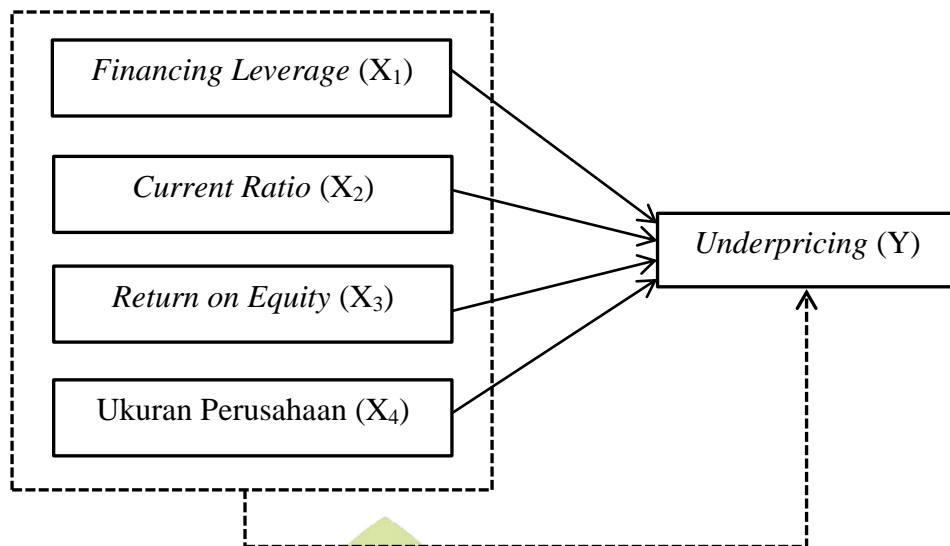 Financing Leverage (X₁)
Current Ratio (X₂)
Return on Equity (X₃)
Ukuran Perusahaan (X₄)
Underpricing (Y)